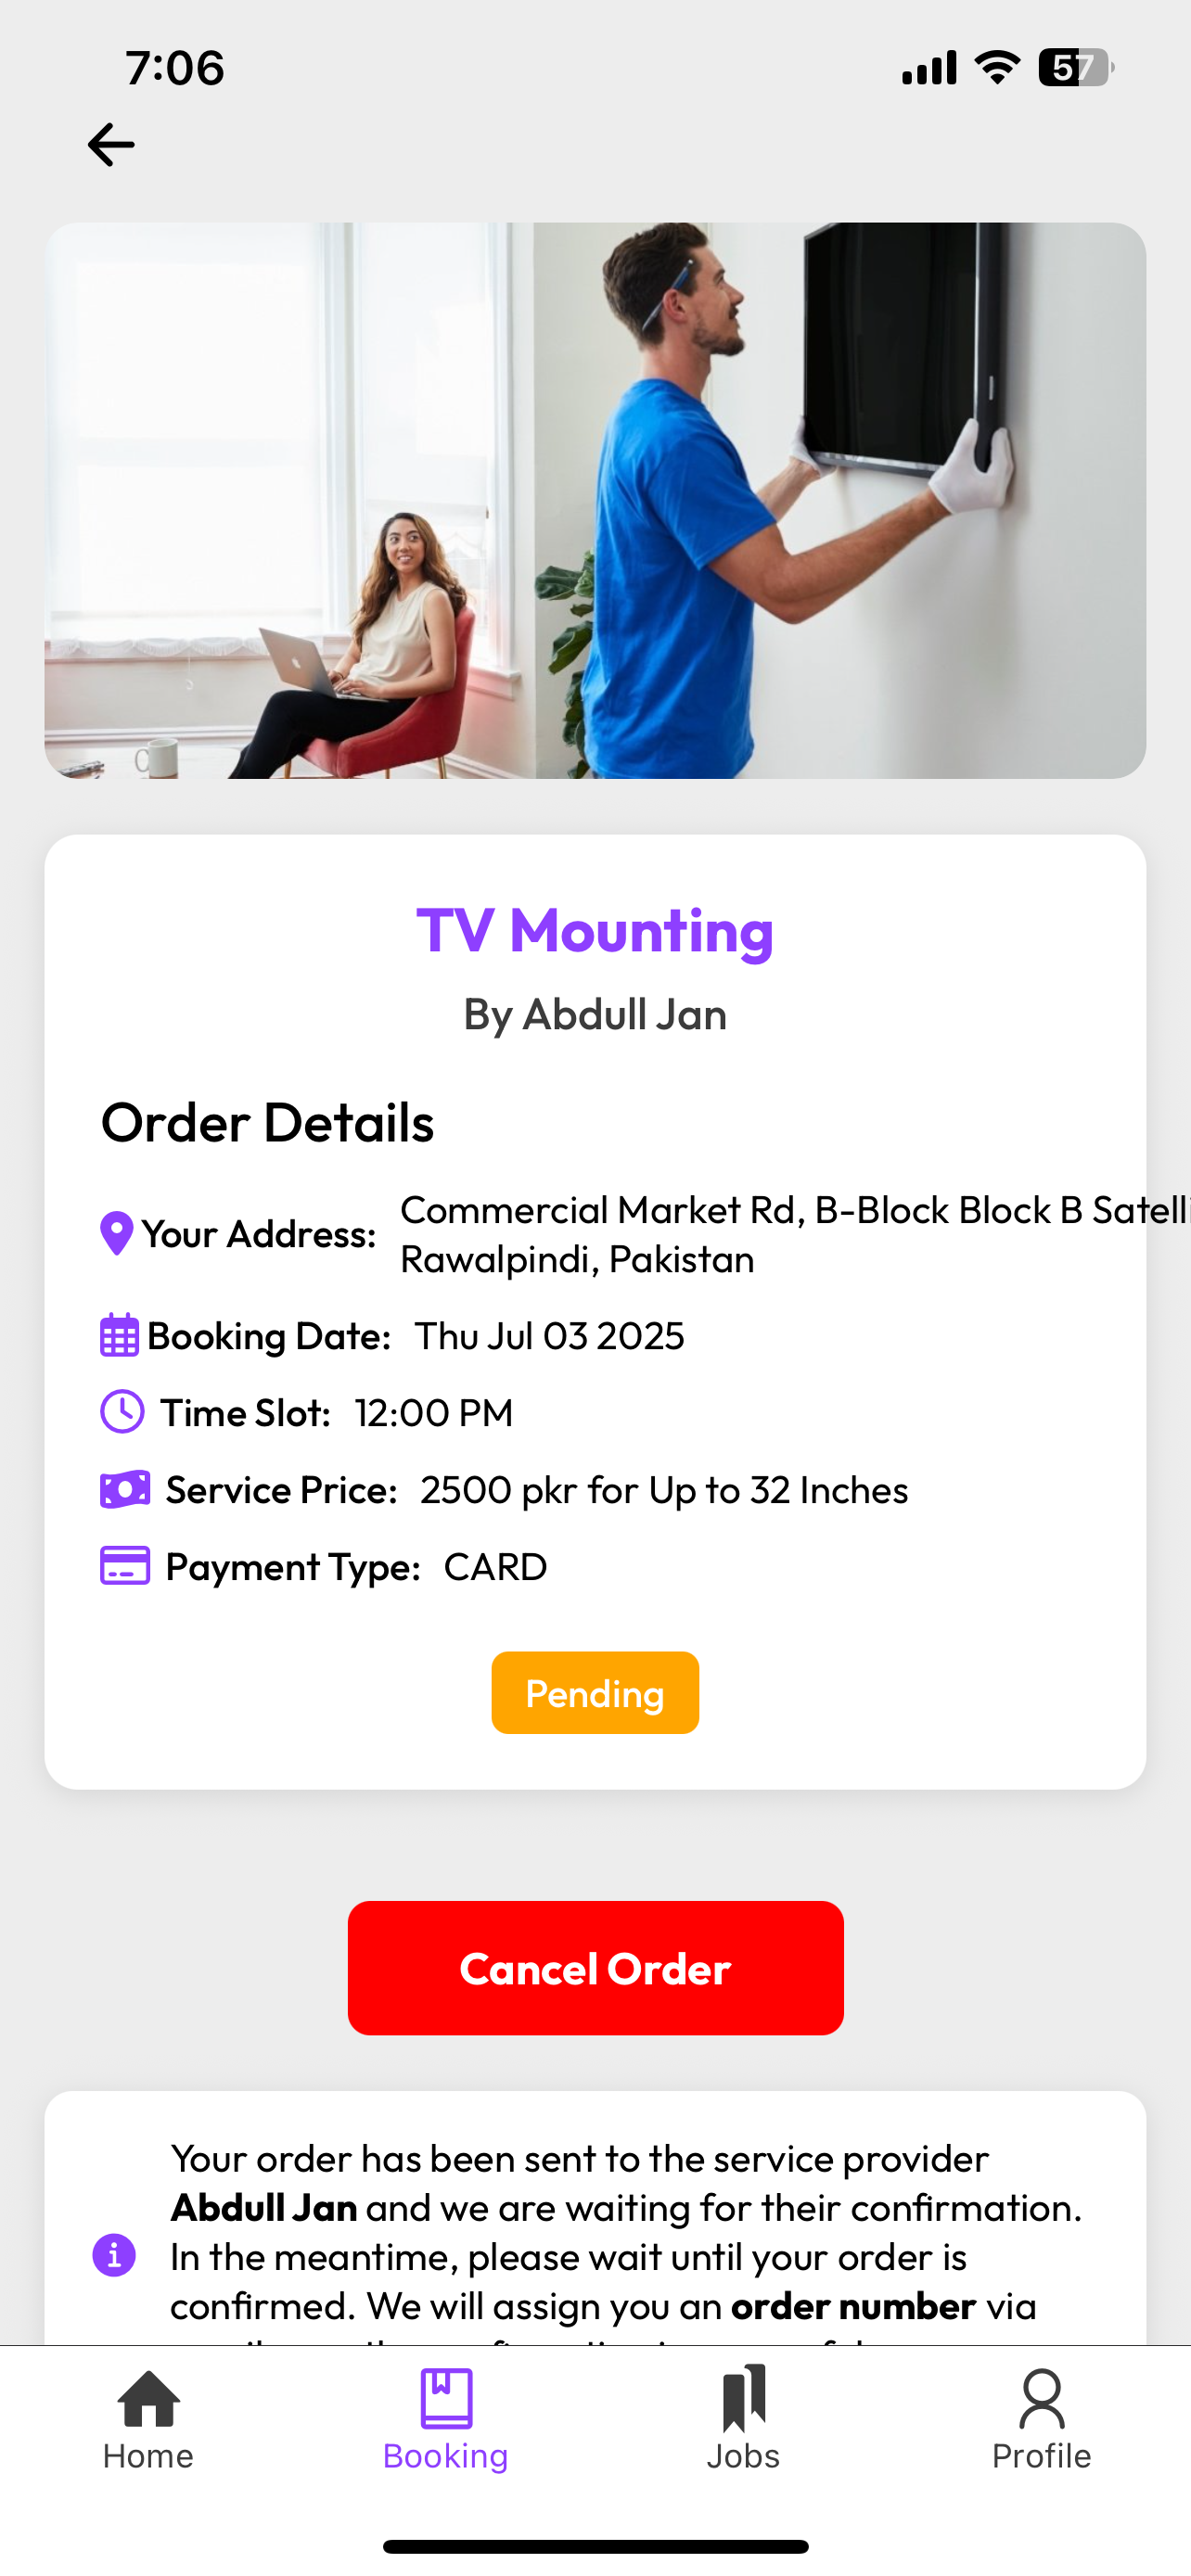 7:06
57
TV Mounting
By Abdull Jan
Order Details
Your Address: Commercial Market Rd, B-Block Block B
Rawalpindi, Pakistan
Booking Date: Thu Jul 03 2025
Time Slot: 12:00 PM
Service Price: 2500 pkr for Up to 32 Inches
Payment Type: CARD
Pending
Cancel Order
Your order has been sent to the service provider
Abdull Jan and we are waiting for their confirmation.
In the meantime, please wait until your order is
confirmed. We will assign you an order number via
Home
Booking
Jobs
Profile